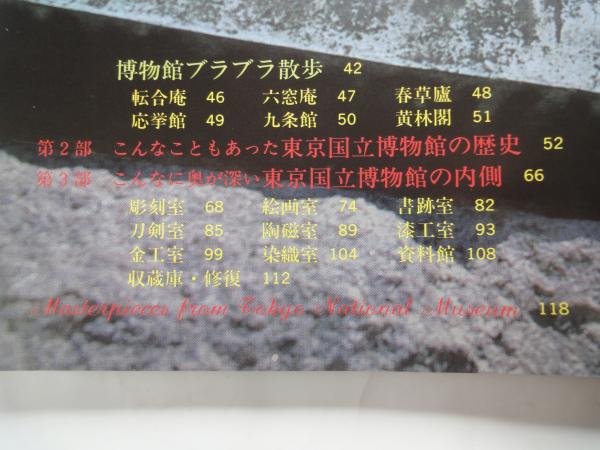 博物館ブラブラ散歩 42
転合庵 46 六窓庵 47 春草廬 48
応挙館 49 九条館 50 黄林閣 51
第2部 こんなこともあった東京国立博物館の歴史 52
第3部 こんなに奥が深い東京国立博物館の内側 66
彫刻室 68 絵画室 74 書跡室 82
刀剣室 85 陶磁室 89 漆工室 93
金工室 99 染織室 104 資料館 108
収蔵庫・修復 112
Masterpieces from Tokyo National Museum 118